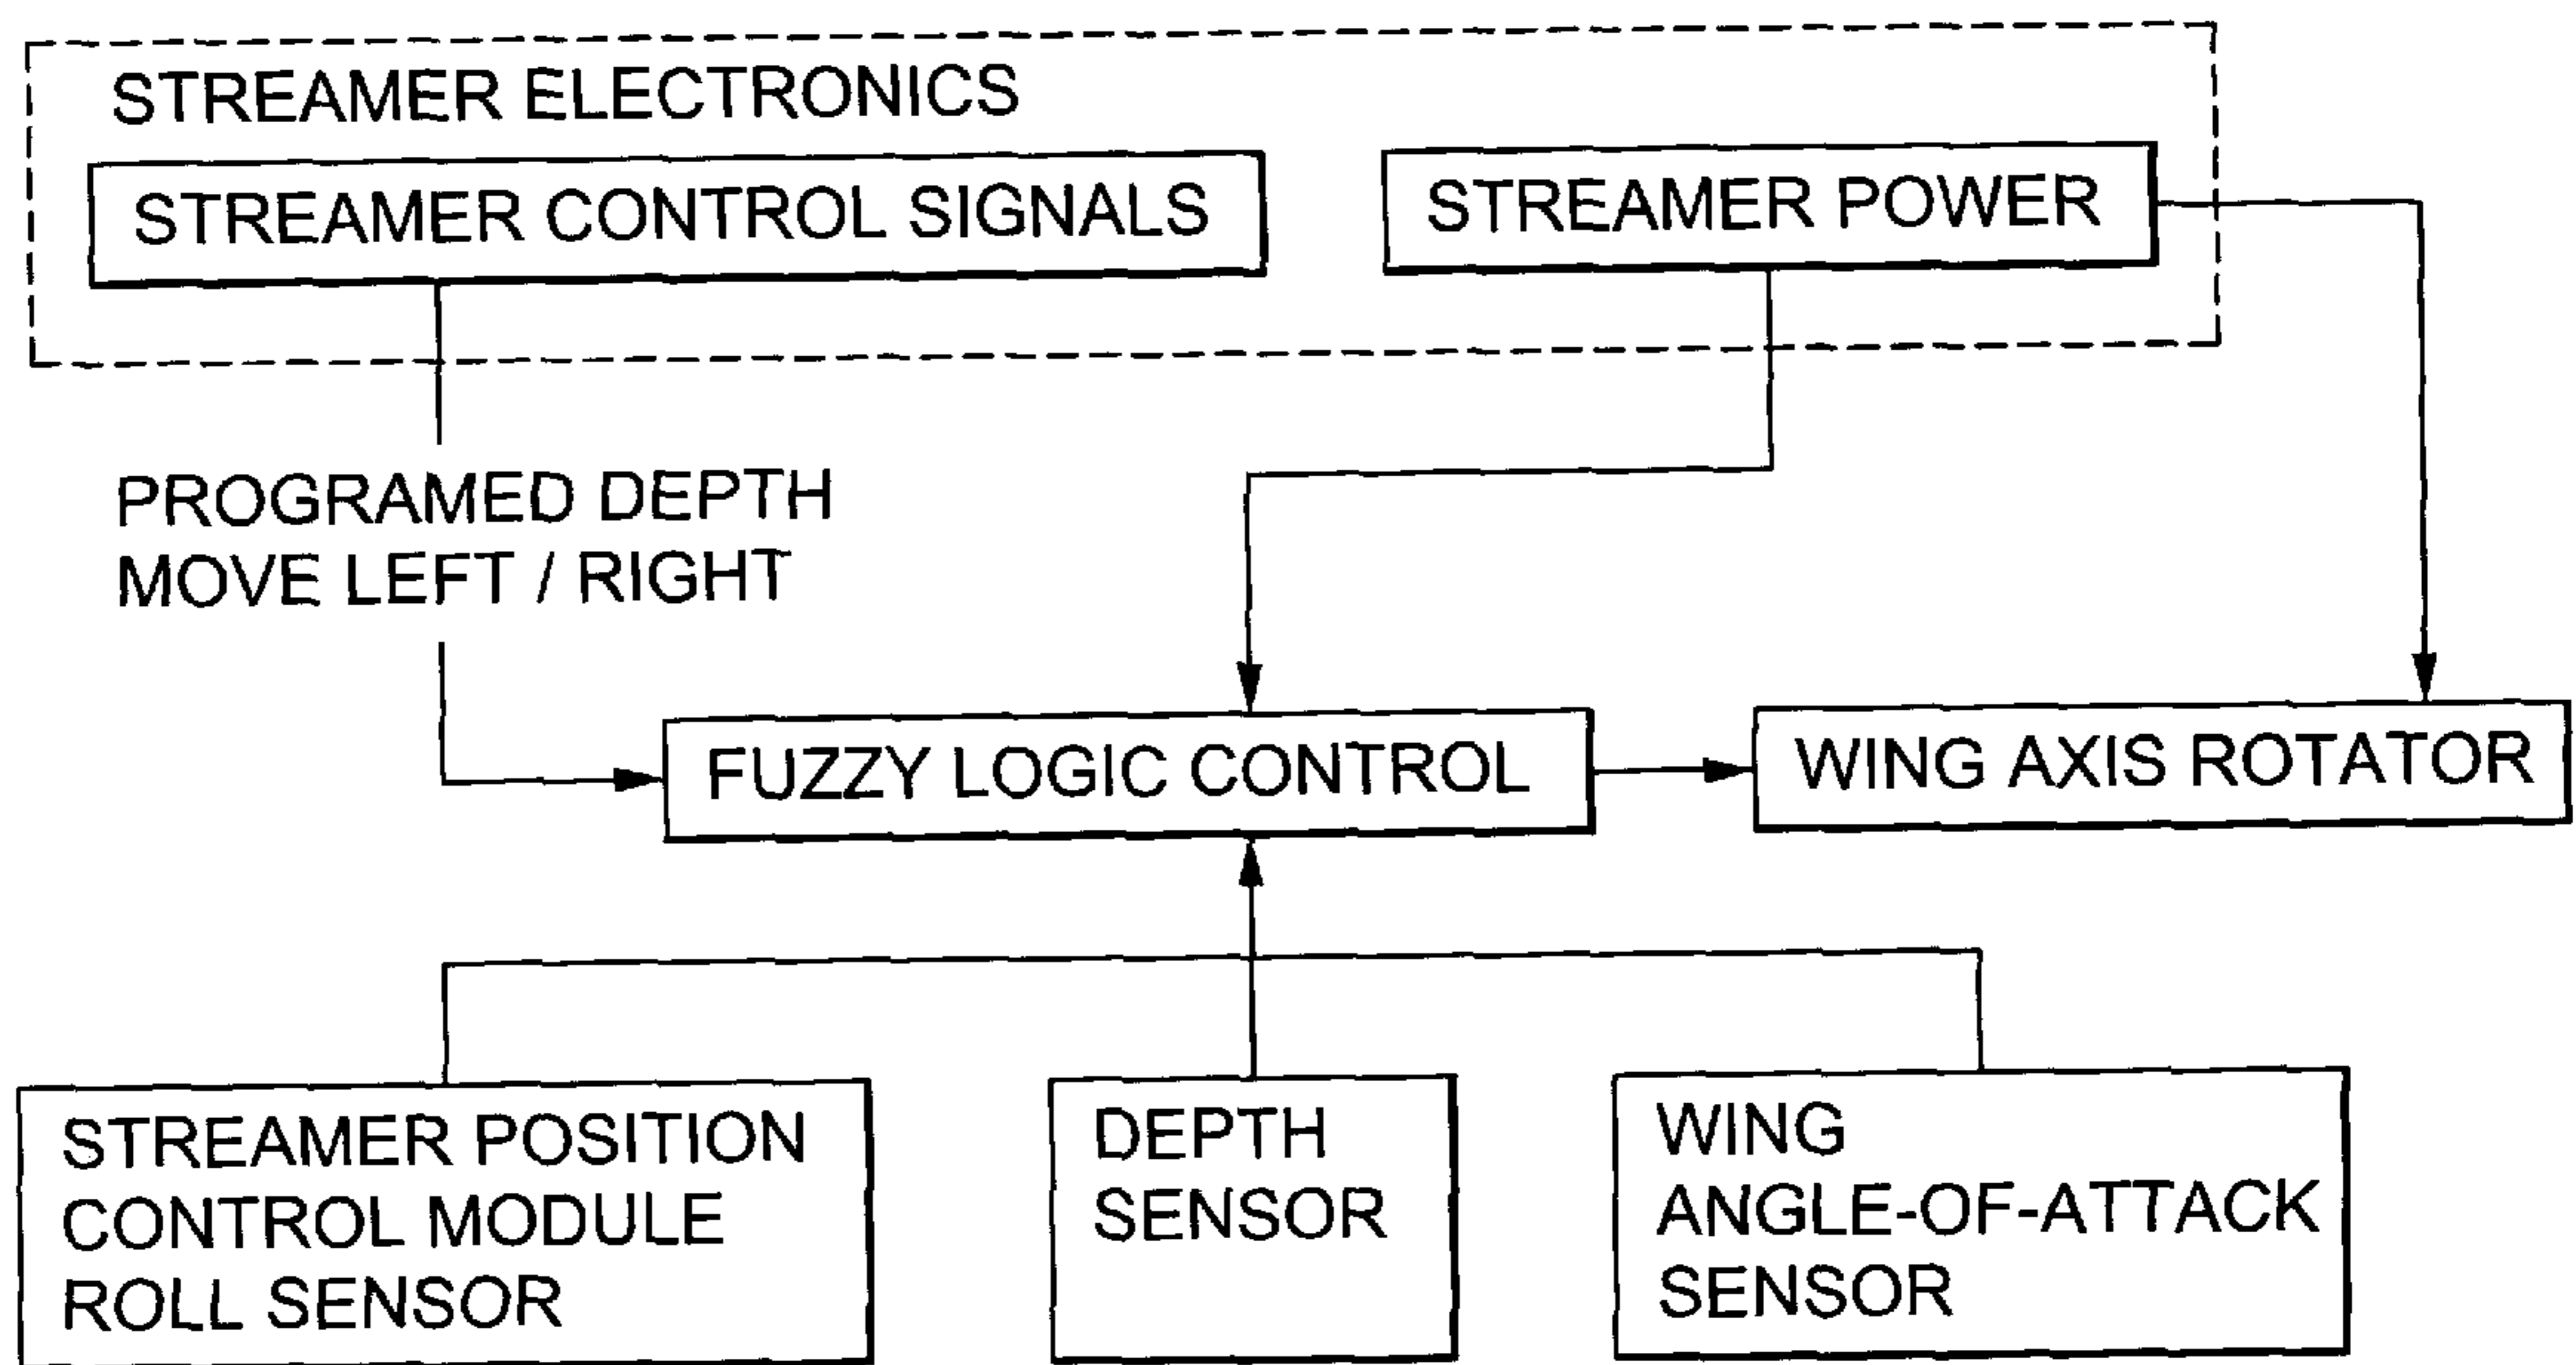 STREAMER ELECTRONICS
STREAMER CONTROL SIGNALS
STREAMER POWER
PROGRAMED DEPTH
MOVE LEFT / RIGHT
FUZZY LOGIC CONTROL
WING AXIS ROTATOR
STREAMER POSITION
CONTROL MODULE
ROLL SENSOR
DEPTH
SENSOR
WING
ANGLE-OF-ATTACK
SENSOR